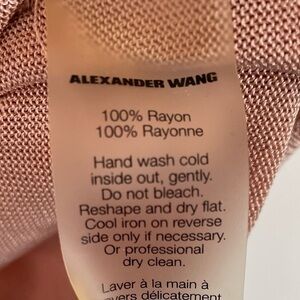 ALEXANDER WANG
100% Rayon
100% Rayonne
Hand wash cold
inside out, gently.
Do not bleach.
Reshape and dry flat.
Cool iron on reverse
side only if necessary.
Or professional
dry clean.
Laver à la main à
délicatement